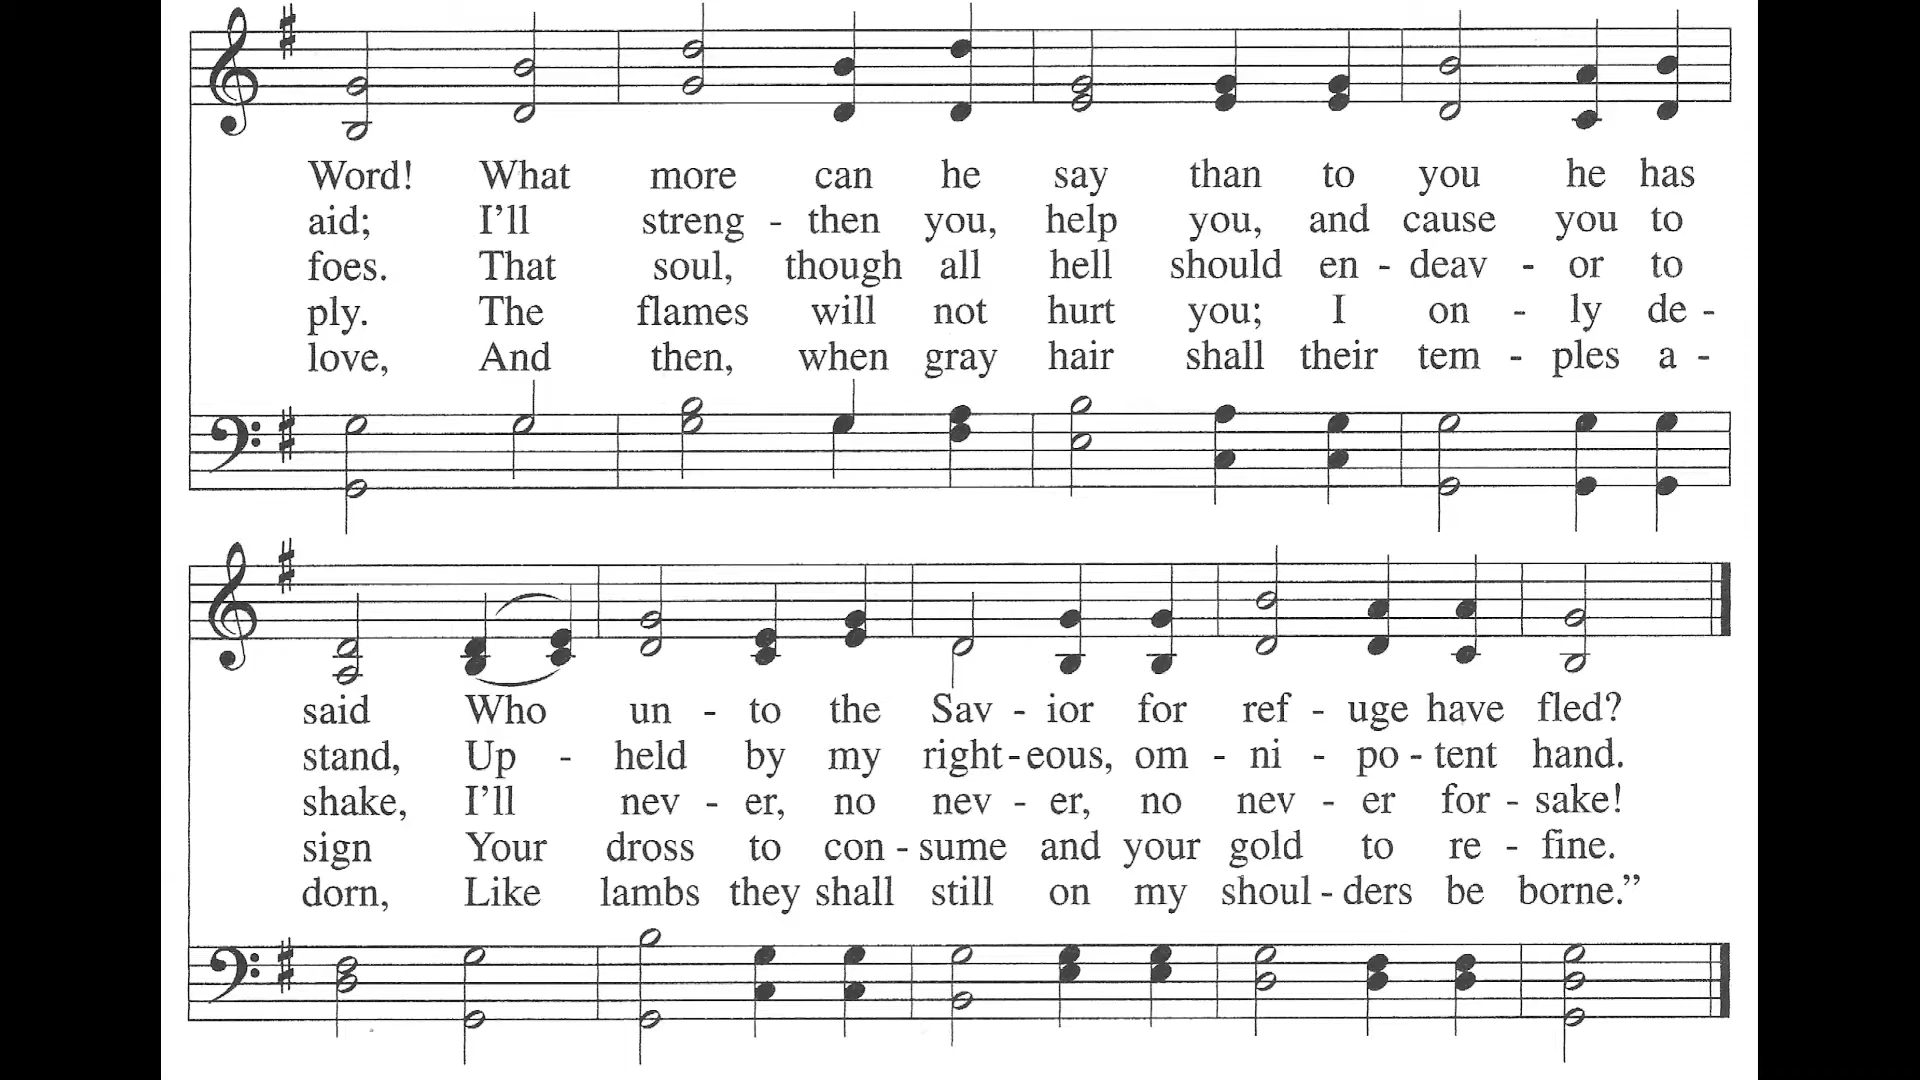 Word! What more can he say than to you he has
aid; I’ll streng - then you, help you, and cause you to
foes. That soul, though all hell should en - deav - or to
ply. The flames will not hurt you; I on - ly de -
love, And then, when gray hair shall their tem - ples a -
said Who un - to the Sav - ior for ref - uge have fled?
stand, Up - held by my right - eous, om - ni - po - tent hand.
shake, I’ll nev - er, no nev - er, no nev - er for - sake!
sign Your dross to con - sume and your gold to re - fine.
dorn, Like lambs they shall still on my shoul - ders be borne.”